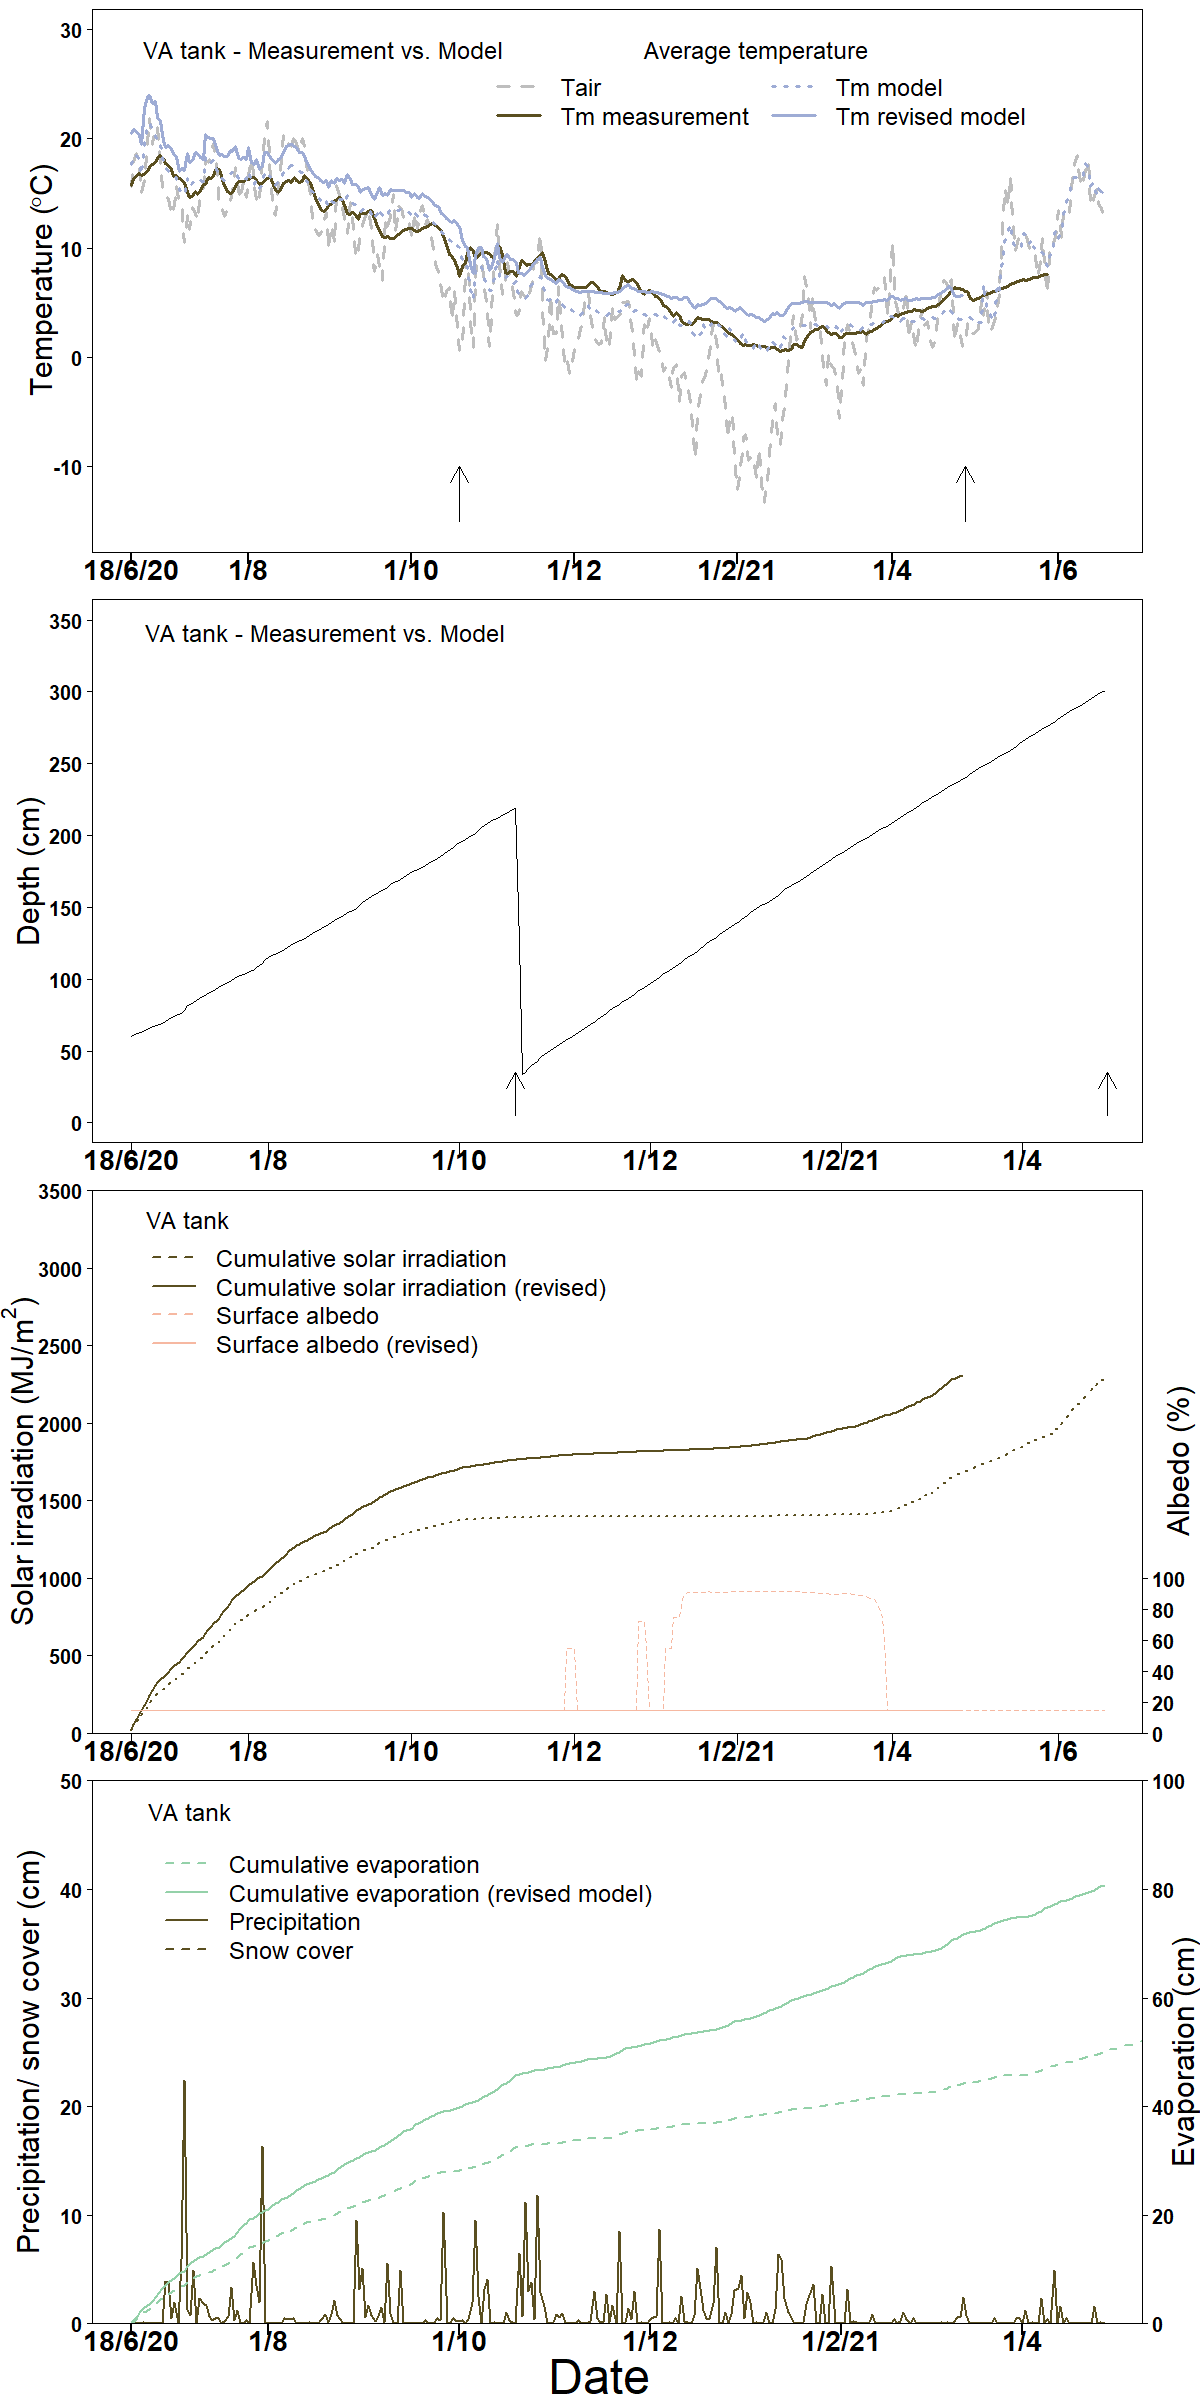 VA tank - Measurement vs. Model
Average temperature
Tair
Tm measurement
Tm model
Tm revised model
Temperature (°C)
30
20
10
0
-10
18/6/20 1/8 1/10 1/12 1/2/21 1/4 1/6
VA tank - Measurement vs. Model
Depth (cm)
350
300
250
200
150
100
50
0
18/6/20 1/8 1/10 1/12 1/2/21 1/4
VA tank
Cumulative solar irradiation
Cumulative solar irradiation (revised)
Surface albedo
Surface albedo (revised)
Solar irradiation (MJ/m²)
3500
3000
2500
2000
1500
1000
500
0
Albedo (%)
100
80
60
40
20
0
18/6/20 1/8 1/10 1/12 1/2/21 1/4 1/6
VA tank
Cumulative evaporation
Cumulative evaporation (revised model)
Precipitation
Snow cover
Precipitation/ snow cover (cm)
50
40
30
20
10
0
Evaporation (cm)
100
80
60
40
20
0
18/6/20 1/8 1/10 1/12 1/2/21 1/4
Date